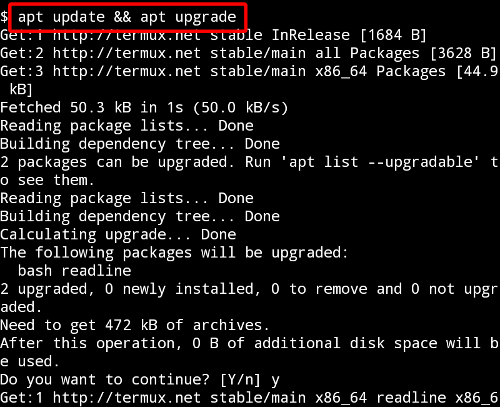 $ apt update && apt upgrade
Get:1 http://termux.net stable InRelease [1684 B]
Get:2 http://termux.net stable/main all Packages [3628 B]
Get:3 http://termux.net stable/main x86_64 Packages [44.9
 kB]
Fetched 50.3 kB in 1s (50.0 kB/s)
Reading package lists... Done
Building dependency tree... Done
2 packages can be upgraded. Run 'apt list --upgradable' t
o see them.
Reading package lists... Done
Building dependency tree... Done
Calculating upgrade... Done
The following packages will be upgraded:
  bash readline
2 upgraded, 0 newly installed, 0 to remove and 0 not upgr
aded.
Need to get 472 kB of archives.
After this operation, 0 B of additional disk space will b
e used.
Do you want to continue? [Y/n] y
Get:1 http://termux.net stable/main x86_64 readline x86_6